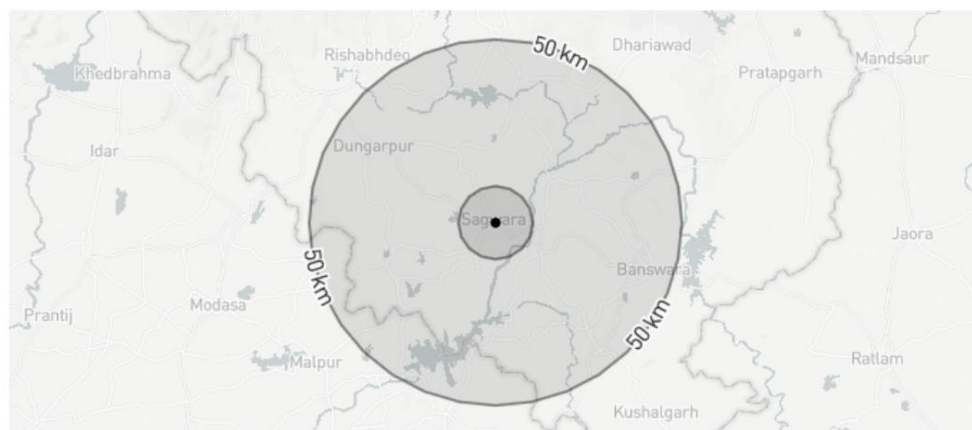 50 km
Rishabhdeo
Dhariawad
Mandsaur
Khedbrahma
Pratapgarh
Idar
Dungarpur
Sagwara
Jaora
50 km
Banswara
Modasa
Prantij
50 km
Malpur
Ratlam
Kushalgarh